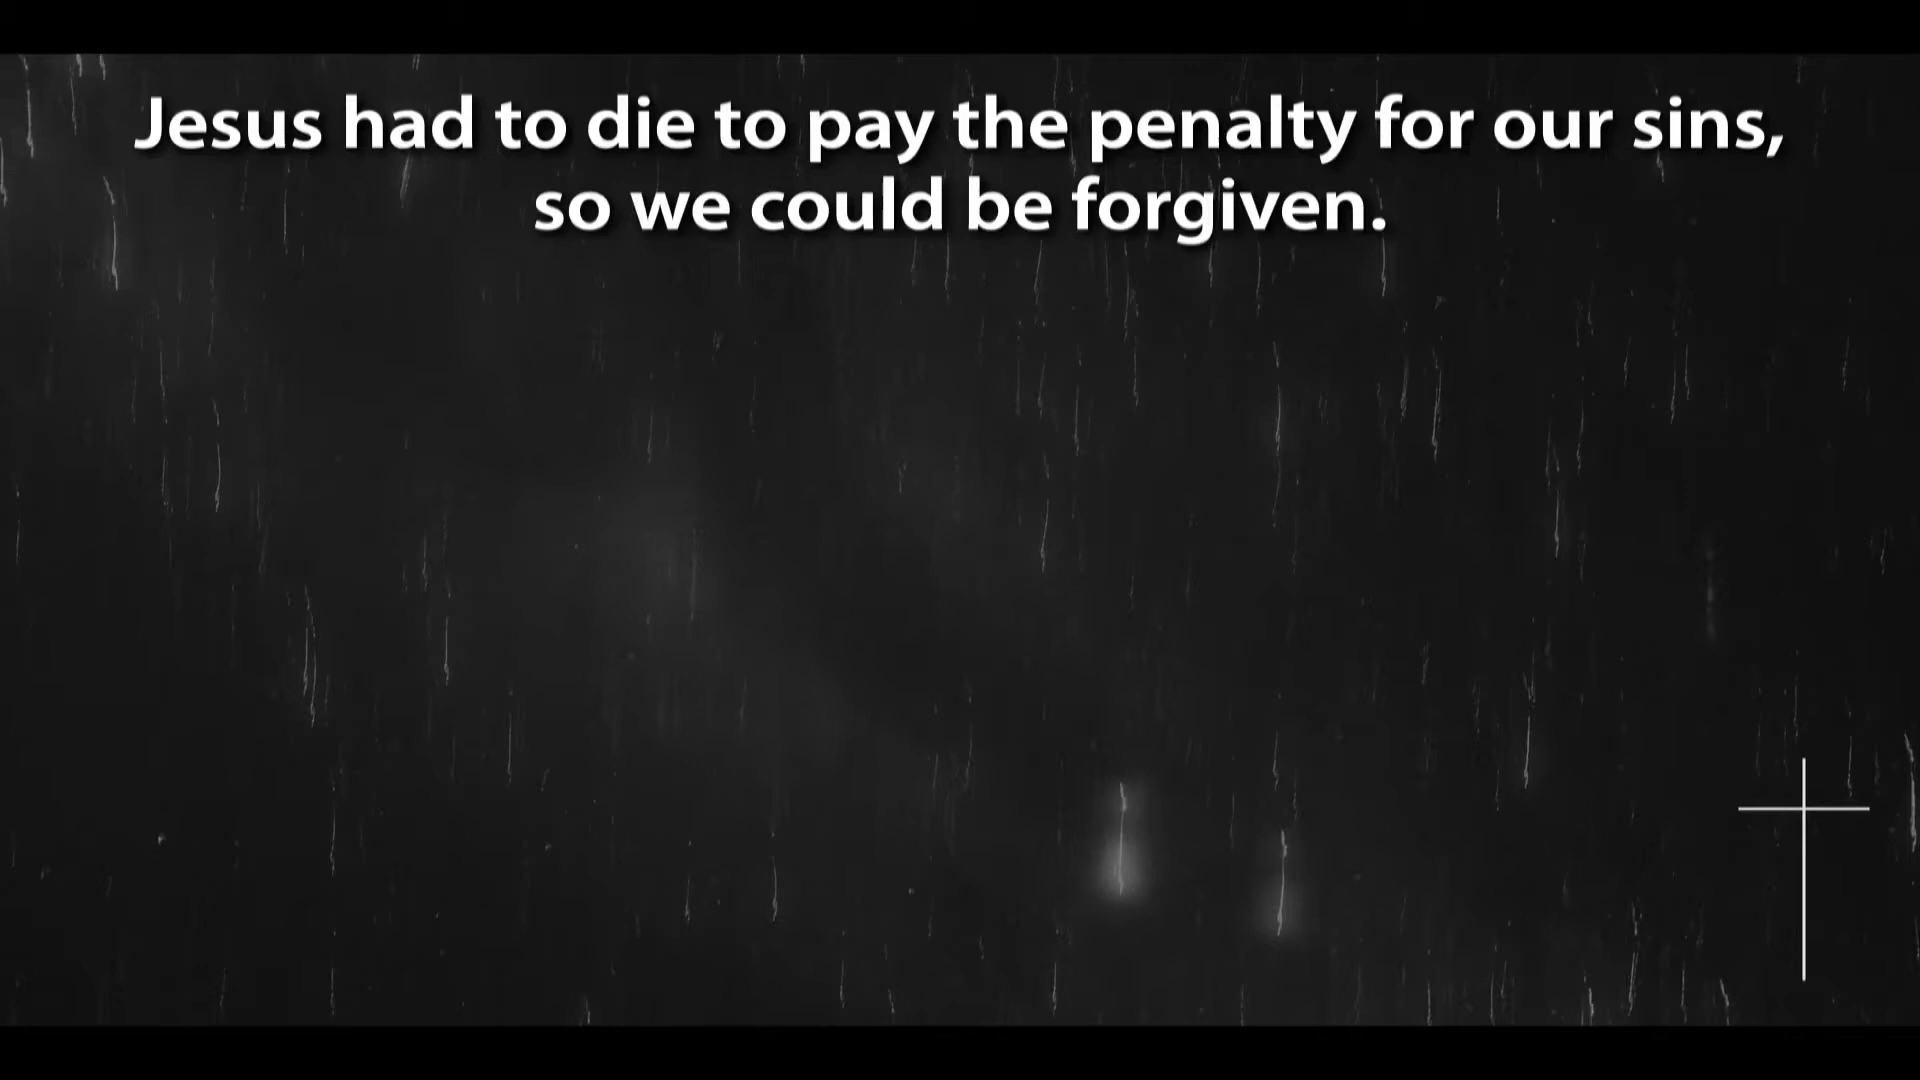 Jesus had to die to pay the penalty for our sins,
so we could be forgiven.